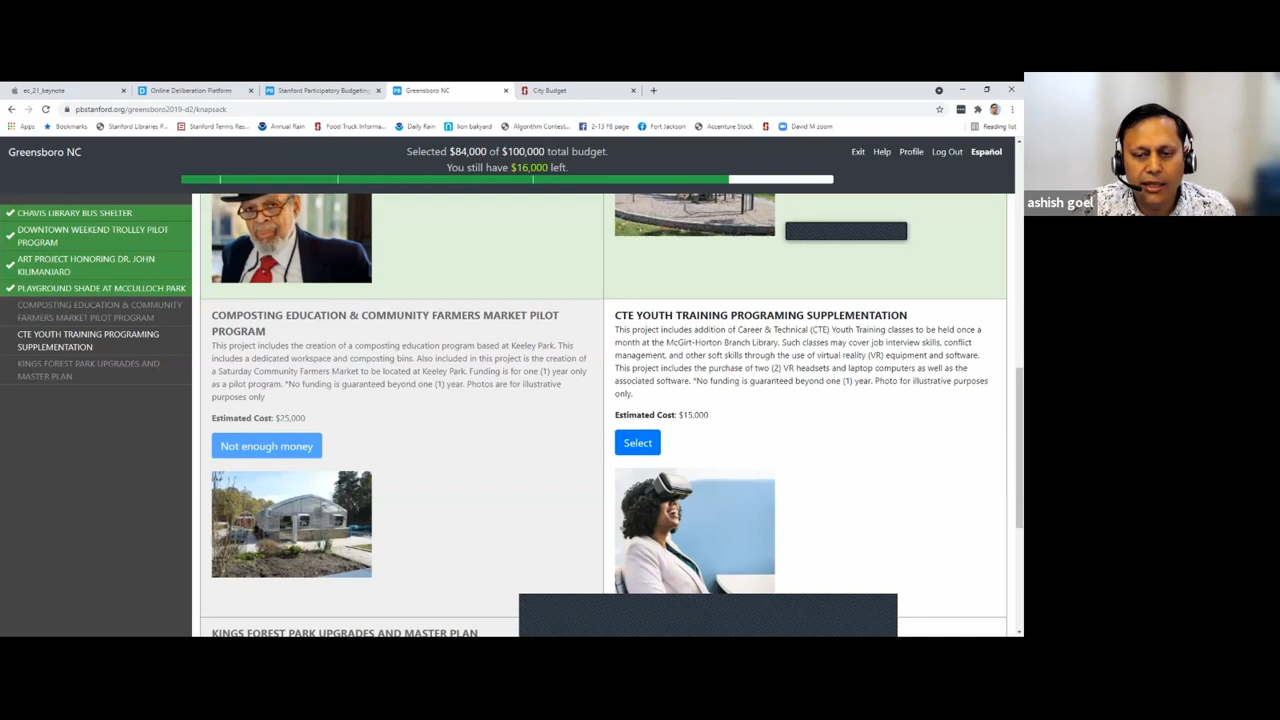 ec_21_keynote
Online Deliberation Platform
Stanford Participatory Budgeting
Greensboro NC
City Budget
pbstanford.org/greensboro2019-d2/knapsack
Apps
Bookmarks
Stanford Libraries P...
Stanford Tennis Res...
Annual Rain
Food Truck Informa...
Daily Rain
lion bakyard
Algorithm Contest...
2-13 FB page
Fort Jackson
Accenture Stock
David M zoom
Reading list
Greensboro NC
Selected $84,000 of $100,000 total budget.
You still have $16,000 left.
Exit Help Profile Log Out Español
CHAVIS LIBRARY BUS SHELTER
DOWNTOWN WEEKEND TROLLEY PILOT
PROGRAM
ART PROJECT HONORING DR. JOHN
KILIMANJARO
PLAYGROUND SHADE AT MCCULLOCH PARK
COMPOSTING EDUCATION & COMMUNITY
FARMERS MARKET PILOT PROGRAM
CTE YOUTH TRAINING PROGRAMING
SUPPLEMENTATION
KINGS FOREST PARK UPGRADES AND
MASTER PLAN
COMPOSTING EDUCATION & COMMUNITY FARMERS MARKET PILOT
PROGRAM
This project includes the creation of a composting education program based at Keeley Park. This
includes a dedicated workspace and composting bins. Also included in this project is the creation of
a Saturday Community Farmers Market to be located at Keeley Park. Funding is for one (1) year only
as a pilot program. *No funding is guaranteed beyond one (1) year. Photos are for illustrative
purposes only
Estimated Cost: $25,000
Not enough money
CTE YOUTH TRAINING PROGRAMING SUPPLEMENTATION
This project includes addition of Career & Technical (CTE) Youth Training classes to be held once a
month at the McGirt-Horton Branch Library. Such classes may cover job interview skills, conflict
management, and other soft skills through the use of virtual reality (VR) equipment and software.
This project includes the purchase of two (2) VR headsets and laptop computers as well as the
associated software. *No funding is guaranteed beyond one (1) year. Photo for illustrative purposes
only.
Estimated Cost: $15,000
Select
KINGS FOREST PARK UPGRADES AND MASTER PLAN
ashish goel